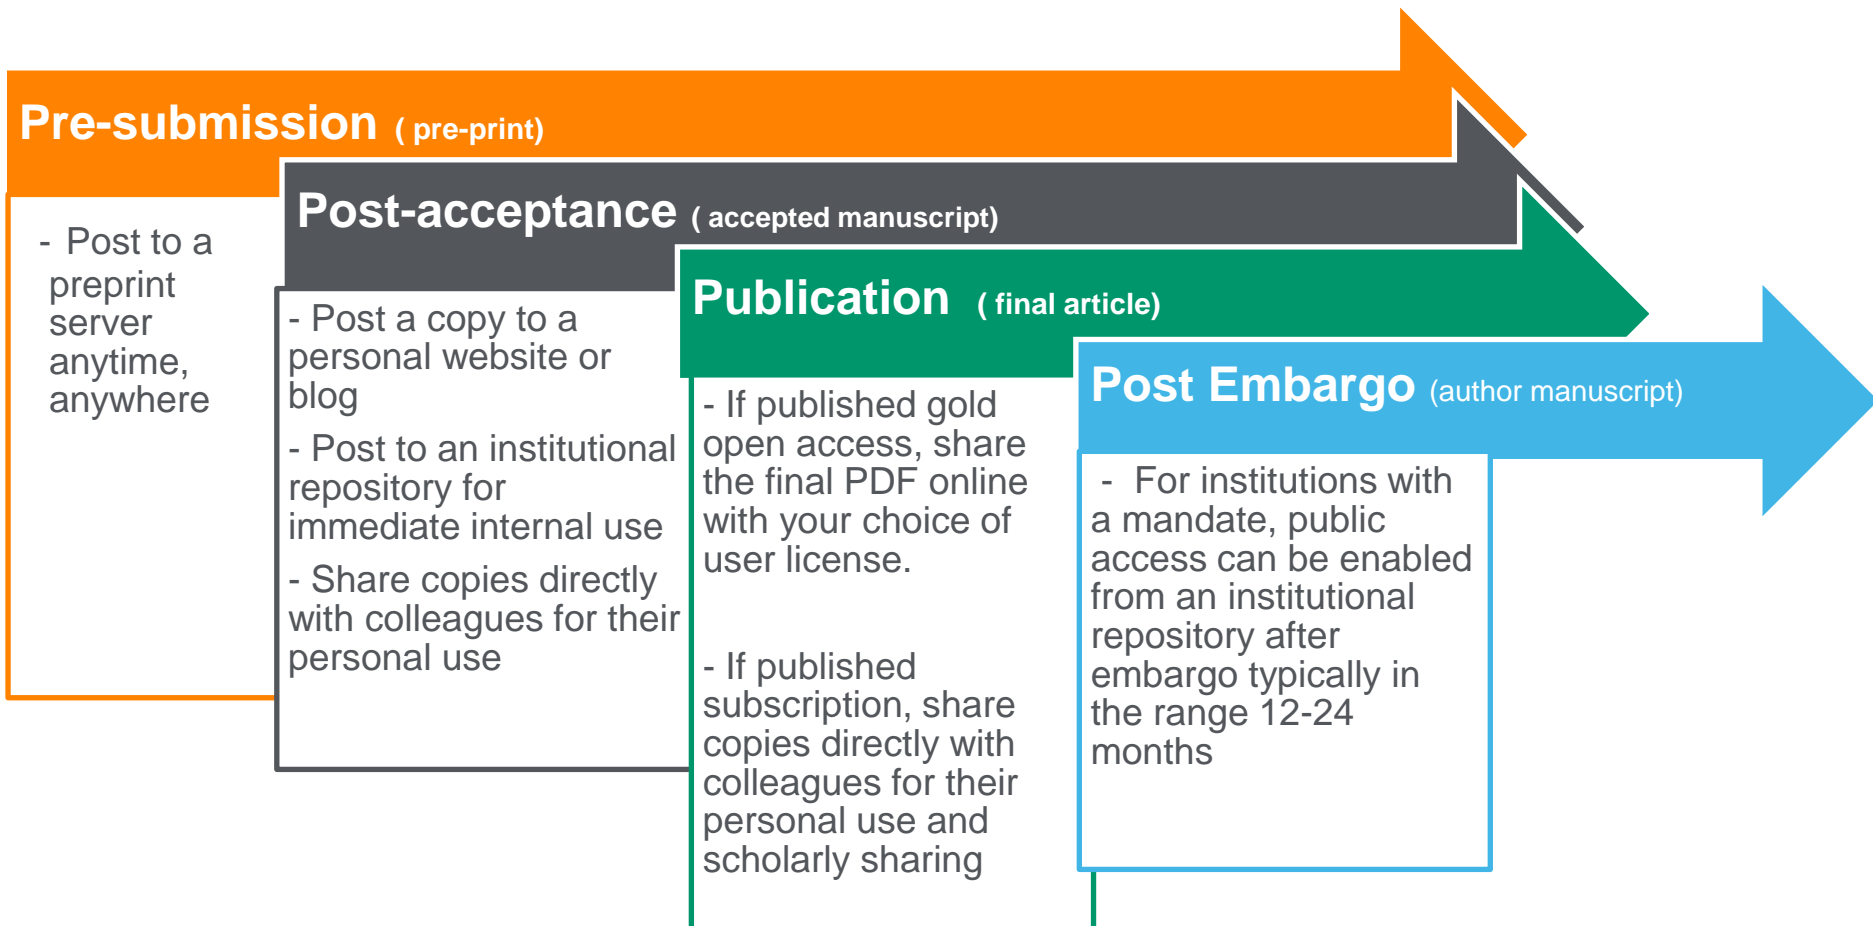 Pre-submission ( pre-print)
- Post to a
preprint
server
anytime,
anywhere
Post-acceptance ( accepted manuscript)
- Post a copy to a
personal website or
blog
- Post to an institutional
repository for
immediate internal use
- Share copies directly
with colleagues for their
personal use
Publication ( final article)
- If published gold
open access, share
the final PDF online
with your choice of
user license.
- If published
subscription, share
copies directly with
colleagues for their
personal use and
scholarly sharing
Post Embargo (author manuscript)
- For institutions with
a mandate, public
access can be enabled
from an institutional
repository after
embargo typically in
the range 12-24
months